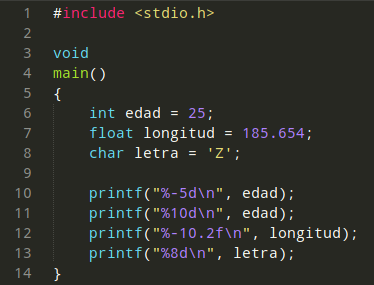 1 #include <stdio.h>
2
3 void
4 main()
5 {
6 int edad = 25;
7 float longitud = 185.654;
8 char letra = 'Z';
9
10 printf("%-5d\n", edad);
11 printf("%10d\n", edad);
12 printf("%-10.2f\n", longitud);
13 printf("%8d\n", letra);
14 }